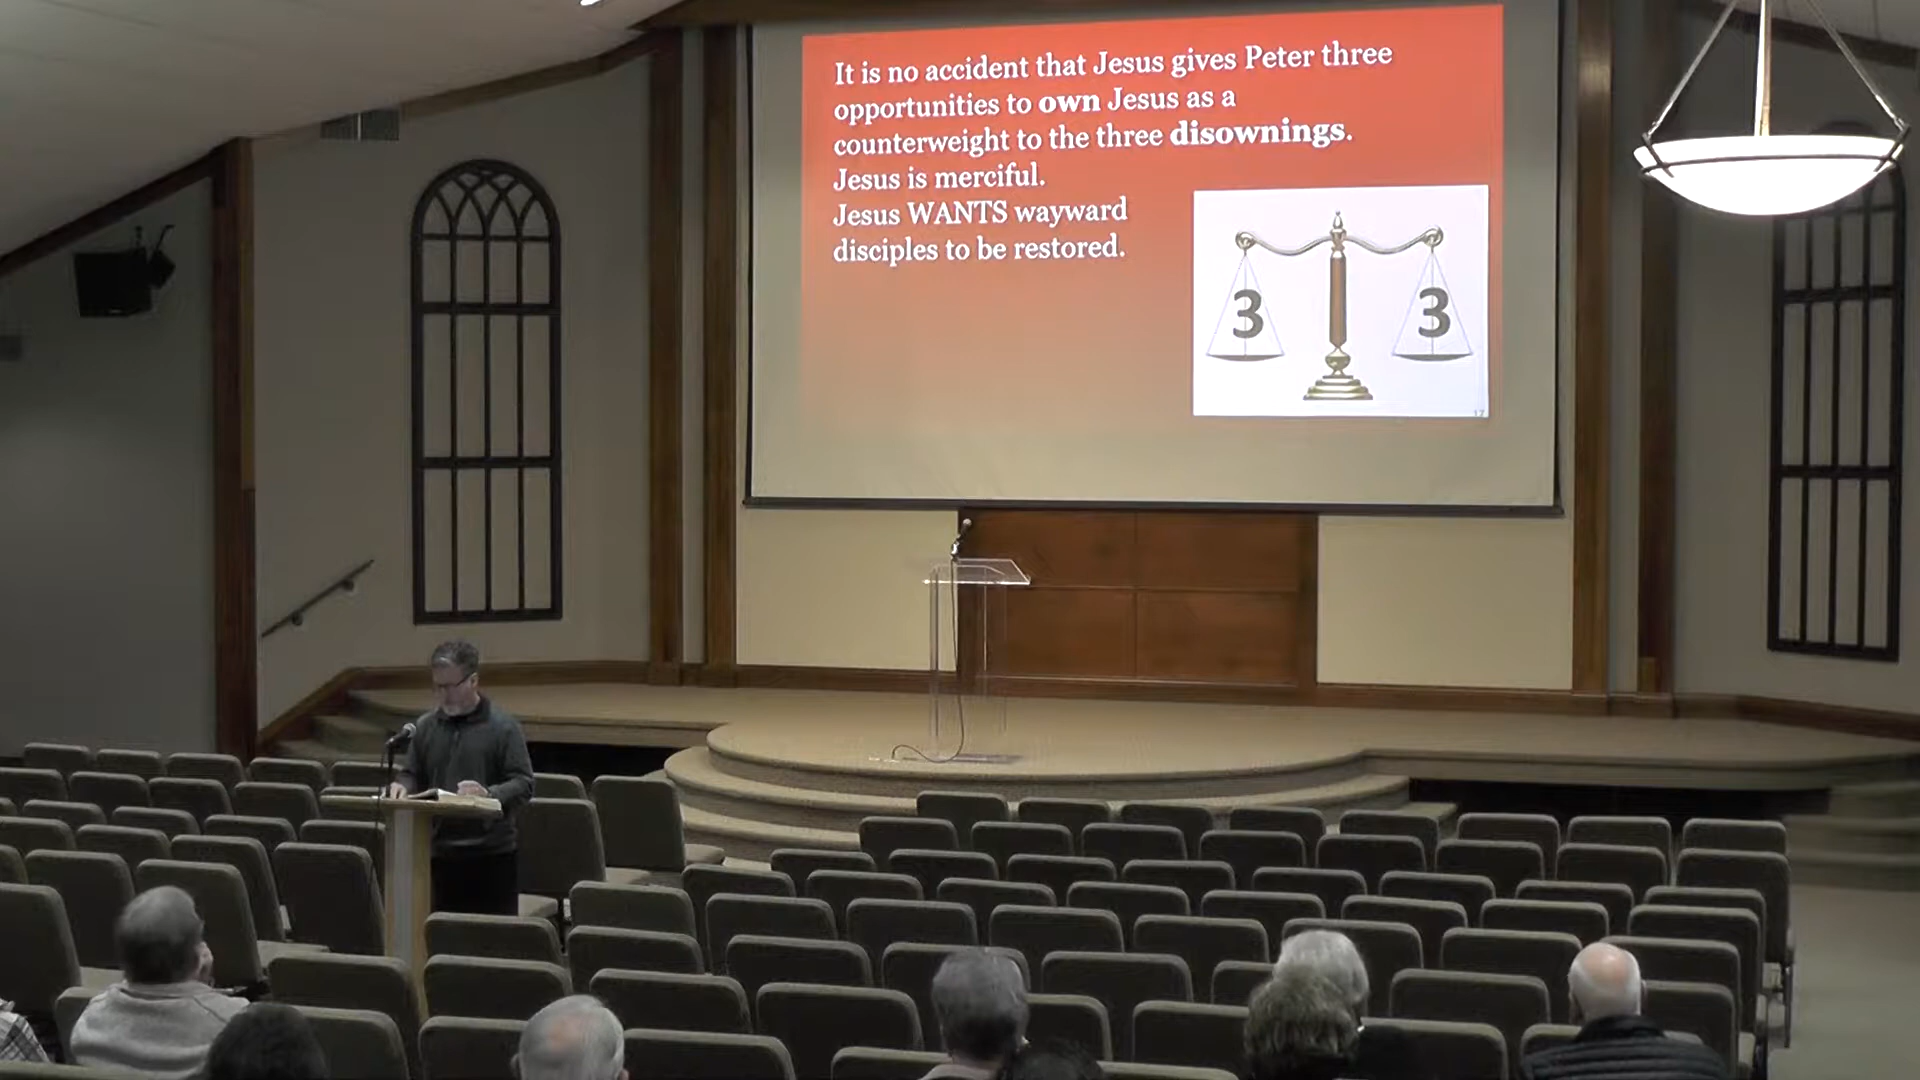 It is no accident that Jesus gives Peter three
opportunities to own Jesus as a
counterweight to the three disownings.
Jesus is merciful.
Jesus WANTS wayward
disciples to be restored.
3 3
17